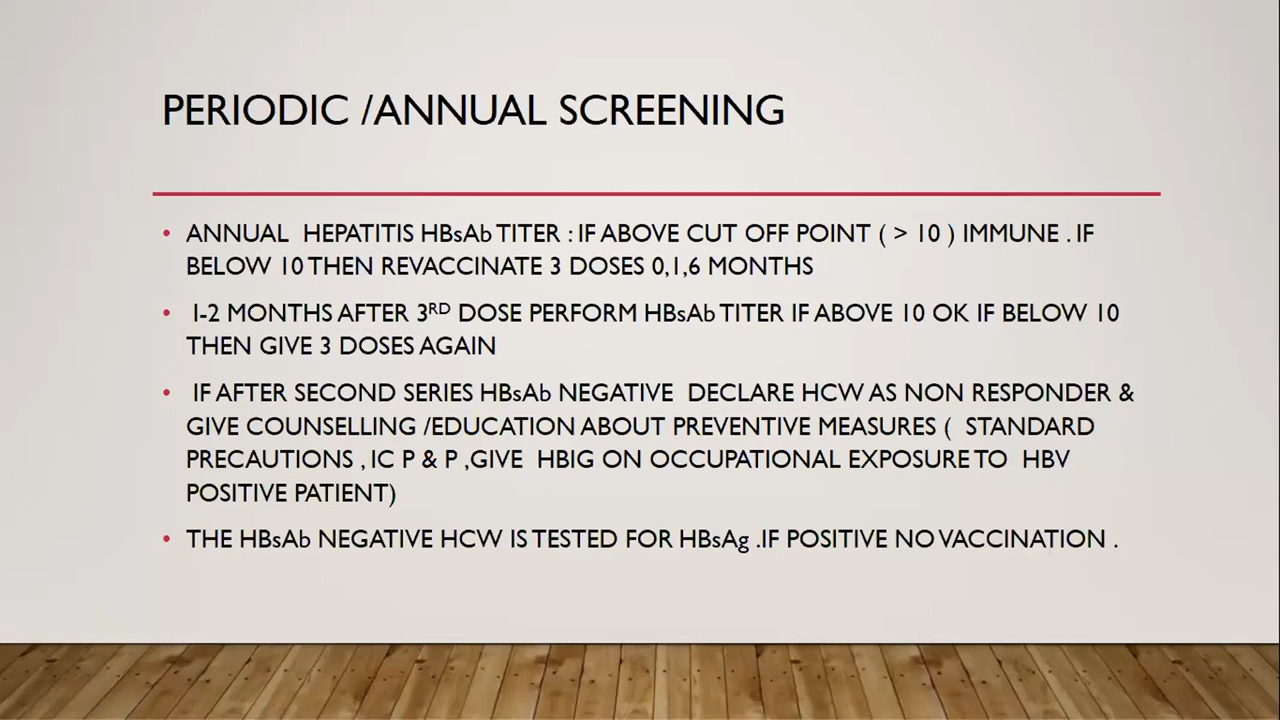 PERIODIC /ANNUAL SCREENING
• ANNUAL HEPATITIS HBsAb TITER : IF ABOVE CUT OFF POINT ( > 10 ) IMMUNE . IF
BELOW 10 THEN REVACCINATE 3 DOSES 0,1,6 MONTHS
• 1-2 MONTHS AFTER 3RD DOSE PERFORM HBsAb TITER IF ABOVE 10 OK IF BELOW 10
THEN GIVE 3 DOSES AGAIN
• IF AFTER SECOND SERIES HBsAb NEGATIVE DECLARE HCW AS NON RESPONDER &
GIVE COUNSELLING /EDUCATION ABOUT PREVENTIVE MEASURES ( STANDARD
PRECAUTIONS , IC P & P ,GIVE HBIG ON OCCUPATIONAL EXPOSURE TO HBV
POSITIVE PATIENT)
• THE HBsAb NEGATIVE HCW IS TESTED FOR HBsAg .IF POSITIVE NO VACCINATION .